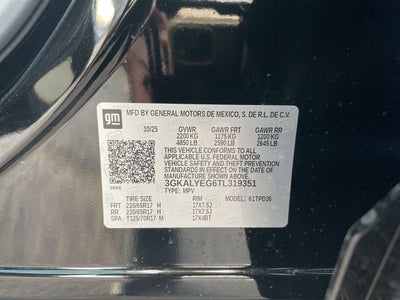 gm
MFD BY GENERAL MOTORS DE MEXICO, S. DE R.L. DE C.V.
10/25 GVWR GAWR FRT GAWR RR
2200 KG 1175 KG 1200 KG
4850 LB 2590 LB 2645 LB
THIS VEHICLE CONFORMS TO ALL
APPLICABLE U.S. FEDERAL MOTOR
VEHICLE SAFETY AND THEFT
PREVENTION STANDARDS IN EFFECT
ON THE DATE OF MANUFACTURE
SHOWN ABOVE.
3GKALYEG6TL319351
TYPE: MPV
TIRE SIZE RIM MODEL: 61TPD26
FRT 235/65R17 H 17X7.5J
RR 235/65R17 H 17X7.5J
SPA T125/70R17 M 17X4BT